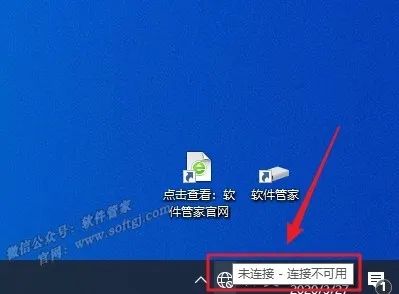 点击查看：软
件管家官网
软件管家
微信公众号：软件管家
官网：www.softgj.com
未连接 - 连接不可用
2020/3/27
1